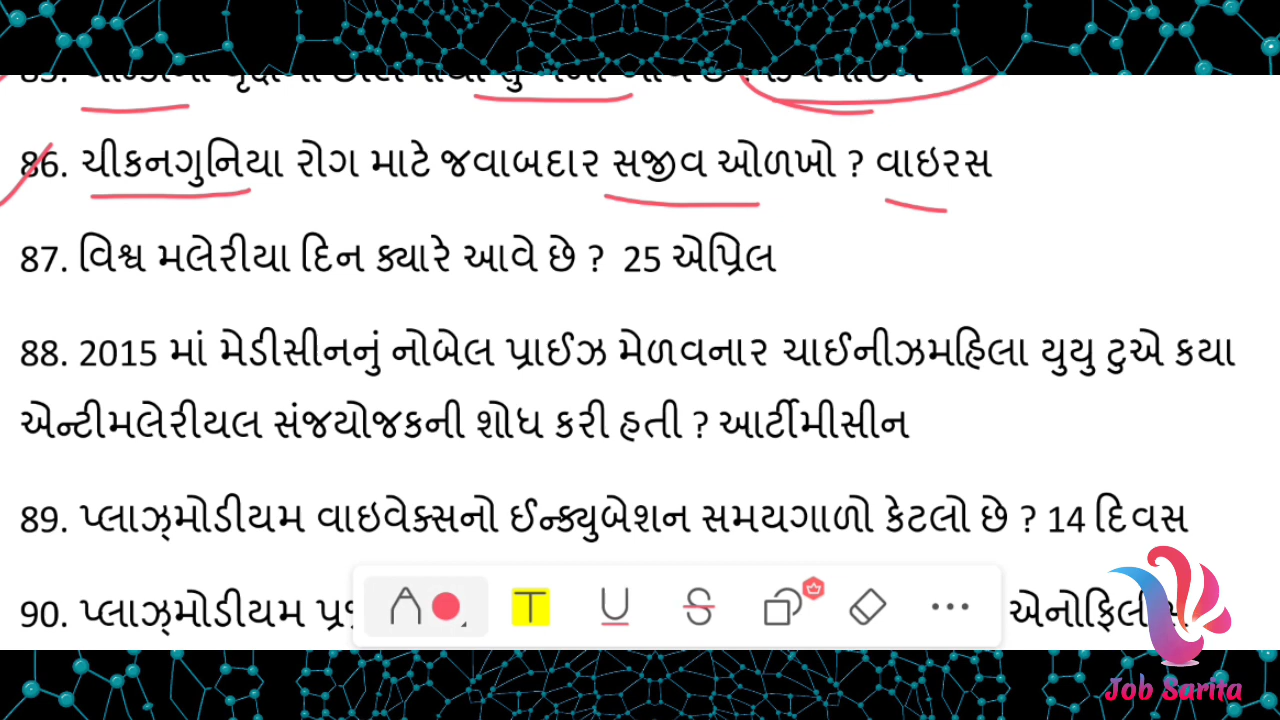 86. ચીકનગુનિયા રોગ માટે જવાબદાર સજીવ ઓળખો ? વાઇરસ
87. વિશ્વ મલેરીયા દિન ક્યારે આવે છે ? 25 એપ્રિલ
88. 2015 માં મેડીસીનનું નોબેલ પ્રાઈઝ મેળવનાર ચાઈનીઝમહિલા યુયુ ટુએ કયા
એન્ટીમલેરીયલ સંજયોજકની શોધ કરી હતી ? આર્ટીમીસીન
89. પ્લાઝ્મોડીયમ વાઇવેક્સનો ઈન્ક્યુબેશન સમયગાળો કેટલો છે ? 14 દિવસ
90. પ્લાઝ્મોડીયમ
Job Sarita